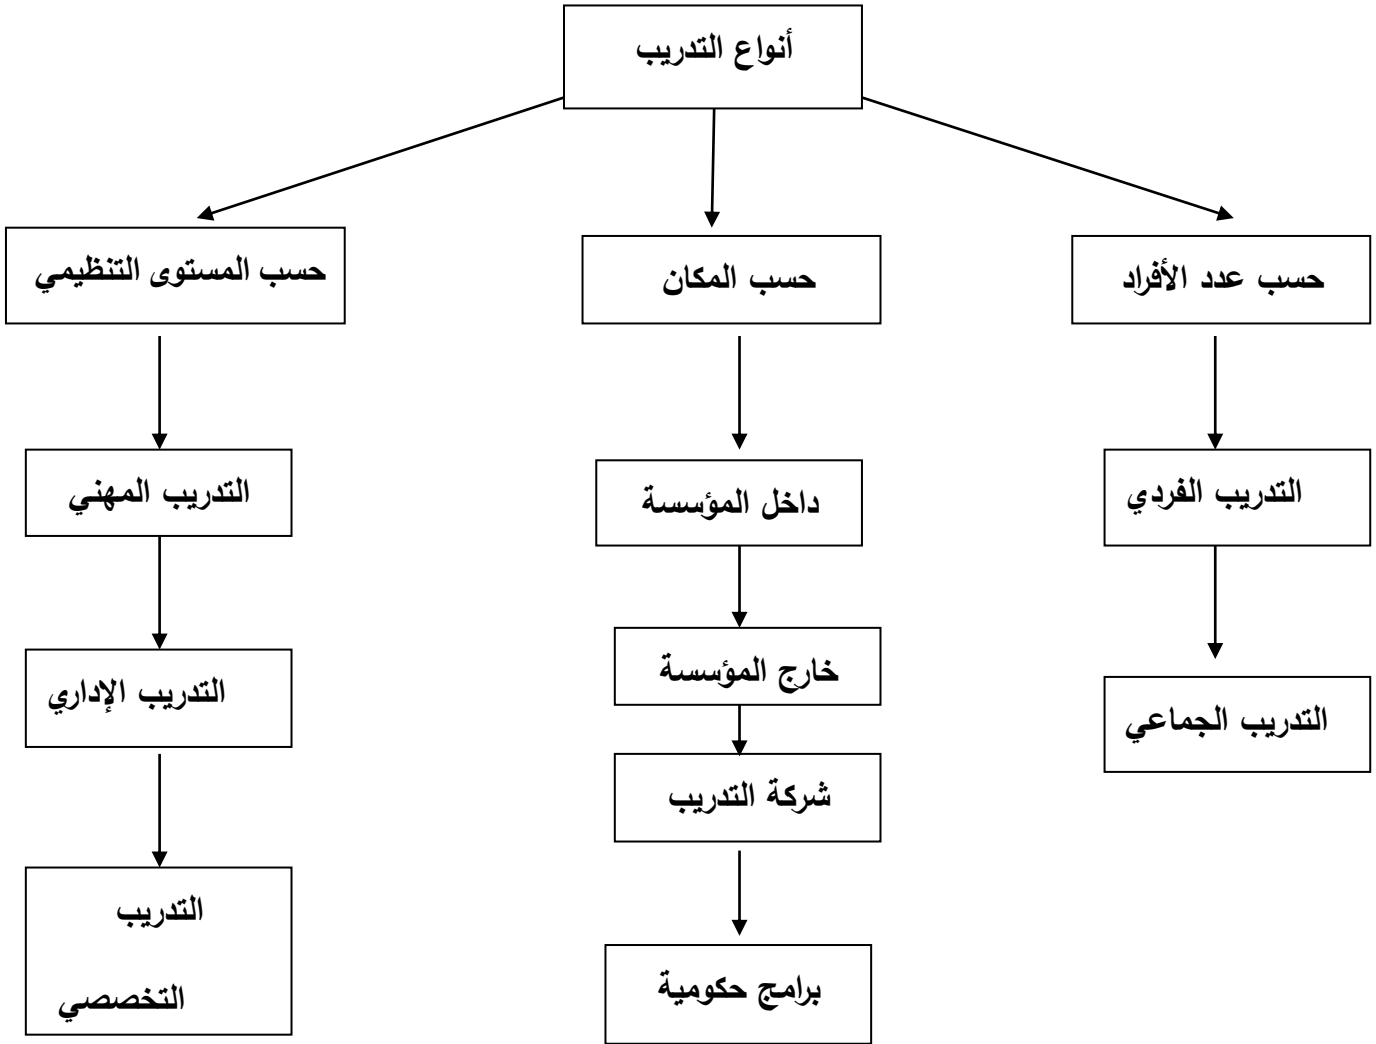 أنواع التدريب
حسب عدد الأفراد
حسب المكان
حسب المستوى التنظيمي
التدريب الفردي
التدريب الجماعي
داخل المؤسسة
خارج المؤسسة
شركة التدريب
برامج حكومية
التدريب المهني
التدريب الإداري
التدريب
التخصصي